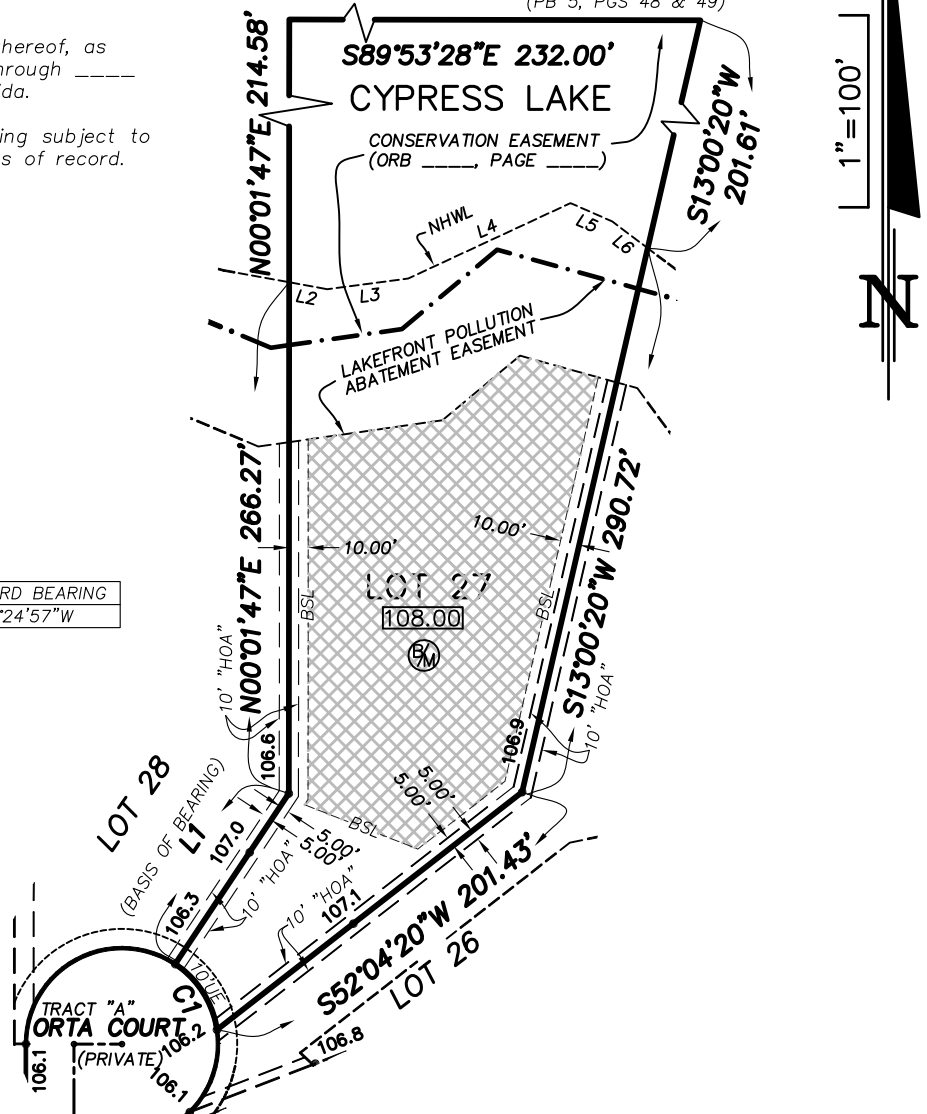 (PB 5, PGS 48 & 49)
hereof, as
hrough ____
ida.
ing subject to
s of record.
S89°53'28"E 232.00'
CYPRESS LAKE
CONSERVATION EASEMENT
(ORB ____, PAGE ____)
N00°01'47"E 214.58'
S13°00'20"W
201.61'
1"=100'
N
NHWL
L2
L3
L4
L5
L6
LAKEFRONT POLLUTION
ABATEMENT EASEMENT
N00°01'47"E 266.27'
S13°00'20"W 290.72'
10.00'
10.00'
BSL
BSL
LOT 27
108.00
B/M
RD BEARING
°24'57"W
10' "HOA"
10' "HOA"
106.6
106.9
5.00'
5.00'
BSL
5.00'
5.00'
LOT 28
(BASIS OF BEARING)
L1
107.0
106.3
10' "HOA"
10' "HOA"
107.1
S52°04'20"W 201.43'
LOT 26
10'UE
C1
TRACT "A"
ORTA COURT
(PRIVATE)
106.2
106.1
106.1
106.8